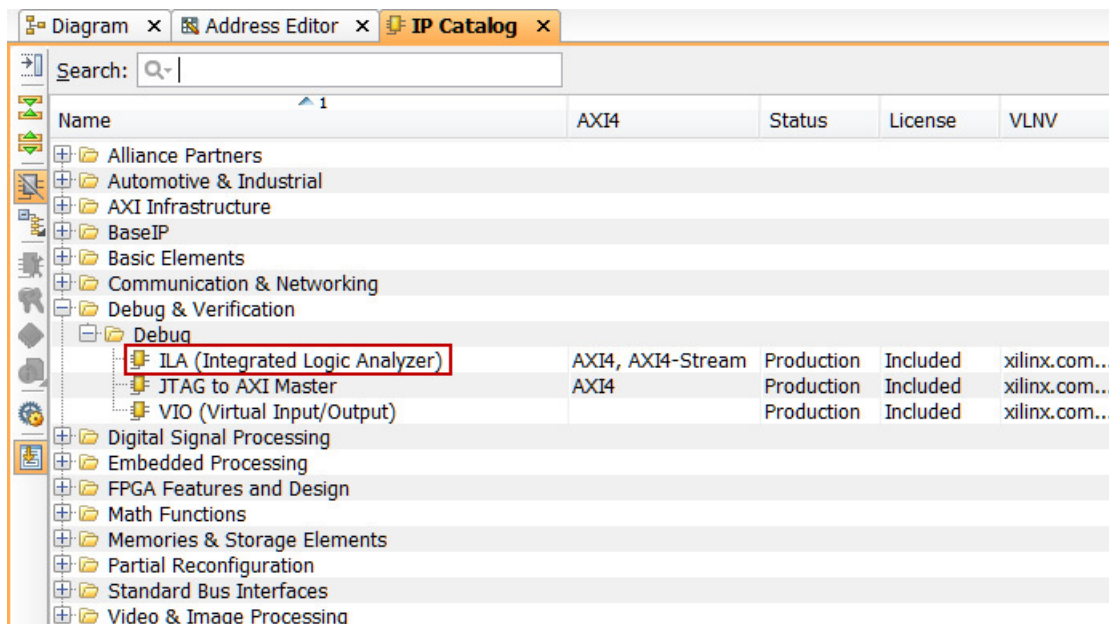 Diagram × Address Editor × IP Catalog ×
Search:
1
Name AXI4 Status License VLNV
Alliance Partners
Automotive & Industrial
AXI Infrastructure
BaseIP
Basic Elements
Communication & Networking
Debug & Verification
Debug
ILA (Integrated Logic Analyzer) AXI4, AXI4-Stream Production Included xilinx.com...
JTAG to AXI Master AXI4 Production Included xilinx.com...
VIO (Virtual Input/Output) Production Included xilinx.com...
Digital Signal Processing
Embedded Processing
FPGA Features and Design
Math Functions
Memories & Storage Elements
Partial Reconfiguration
Standard Bus Interfaces
Video & Image Processing